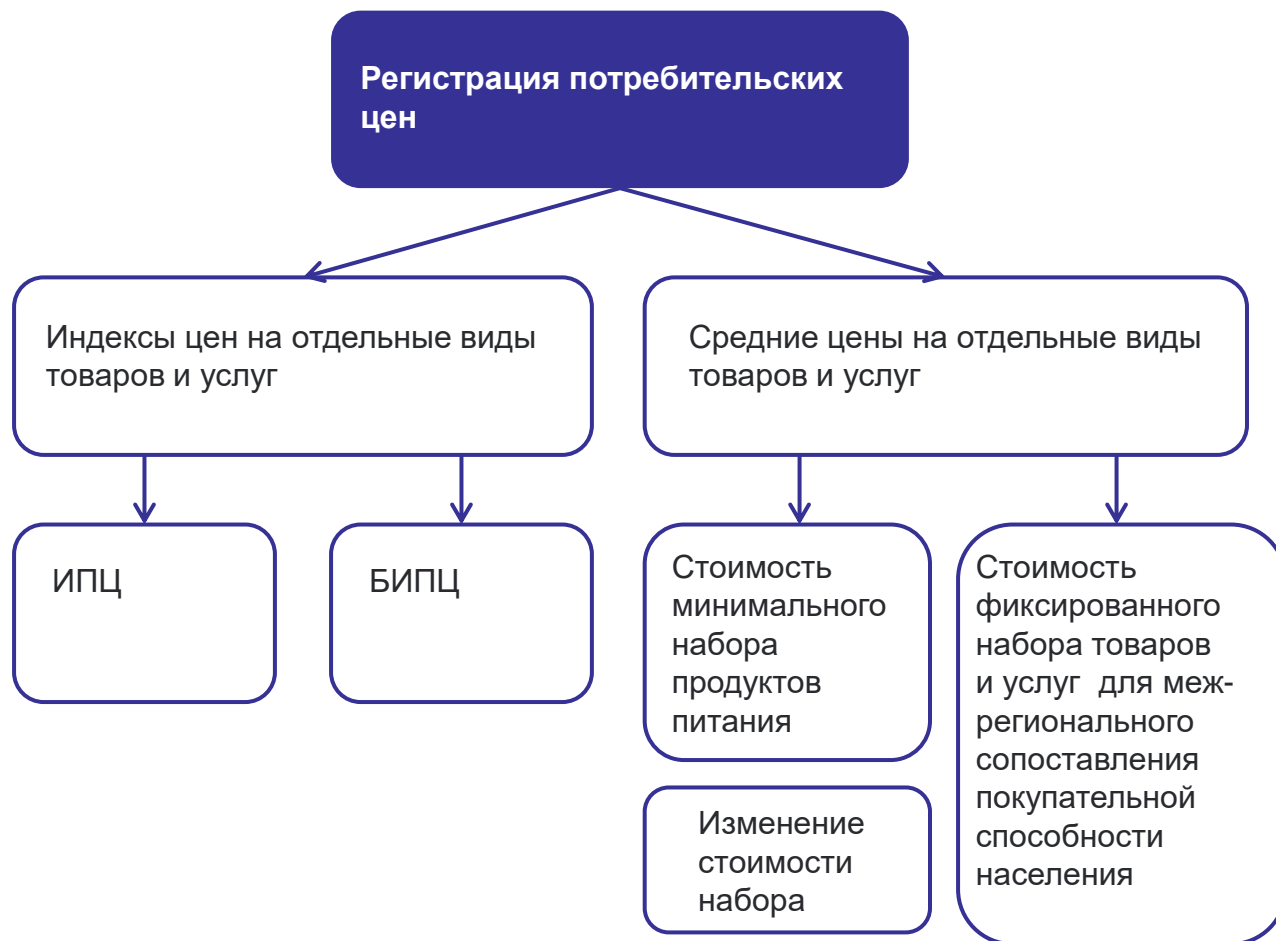 Регистрация потребительских
цен
Индексы цен на отдельные виды
товаров и услуг
Средние цены на отдельные виды
товаров и услуг
ИПЦ
БИПЦ
Стоимость
минимального
набора
продуктов
питания
Изменение
стоимости
набора
Стоимость
фиксированного
набора товаров
и услуг  для меж-
регионального
сопоставления
покупательной
способности
населения